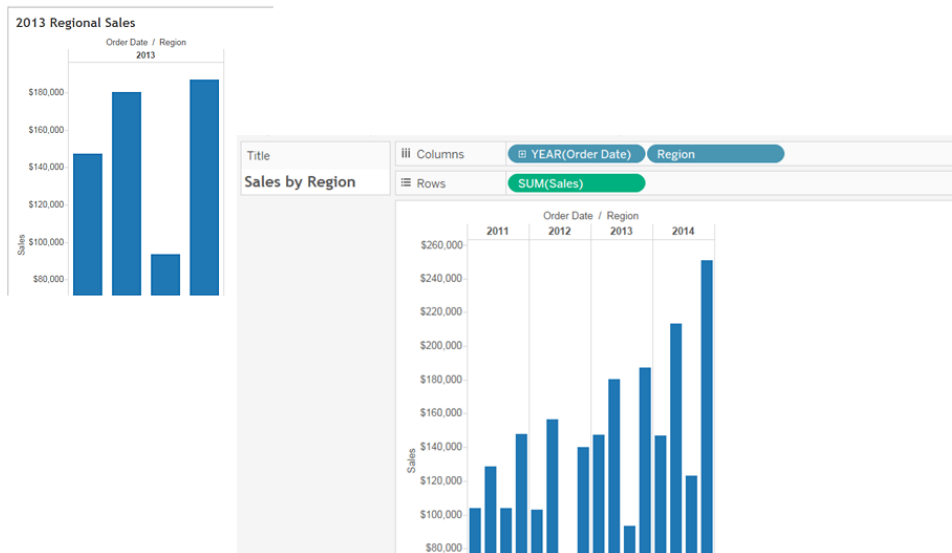 2013 Regional Sales
Order Date / Region
2013
$180,000
$160,000
$140,000
$120,000
$100,000
$80,000
Sales
Title
Sales by Region
Columns
YEAR(Order Date)
Region
Rows
SUM(Sales)
Order Date / Region
2011 2012 2013 2014
$260,000
$240,000
$220,000
$200,000
$180,000
$160,000
$140,000
$120,000
$100,000
$80,000
Sales